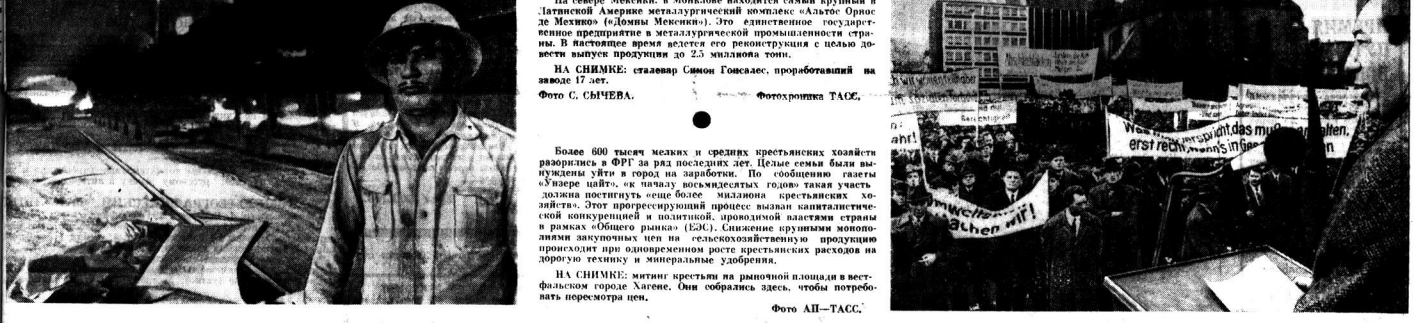 На севере Мексики, в Монклове находится самый крупный в
Латинской Америке металлургический комплекс «Альтос Орнос
де Мехико» («Домны Мексики»). Это единственное государст-
венное предприятие в металлургической промышленности стра-
ны. В настоящее время ведется его реконструкция с целью до-
вести выпуск продукции до 2,5 миллиона тонн.
НА СНИМКЕ: сталевар Симон Гонсалес, проработавший на
заводе 17 лет.
Фото С. СЫЧЕВА. Фотохроника ТАСС.
Более 600 тысяч мелких и средних крестьянских хозяйств
разорились в ФРГ за ряд последних лет. Целые семьи были вы-
нуждены уйти в город на заработки. По сообщению газеты
«Унзере цайт», «к началу восьмидесятых годов» такая участь
должна постигнуть «еще более миллиона крестьянских хо-
зяйств». Этот прогрессирующий процесс вызван капиталистиче-
ской конкуренцией и политикой, проводимой властями страны
в рамках «Общего рынка» (ЕЭС). Снижение крупными монопо-
лиями закупочных цен на сельскохозяйственную продукцию
происходит при одновременном росте крестьянских расходов на
дорогую технику и минеральные удобрения.
НА СНИМКЕ: митинг крестьян на рыночной площади в вест-
фальском городе Хагене. Они собрались здесь, чтобы потребо-
вать пересмотра цен.
Фото АП—ТАСС.
ahr!
Gerechtigkeit
das
erst recht, wenn's in
machen wir!